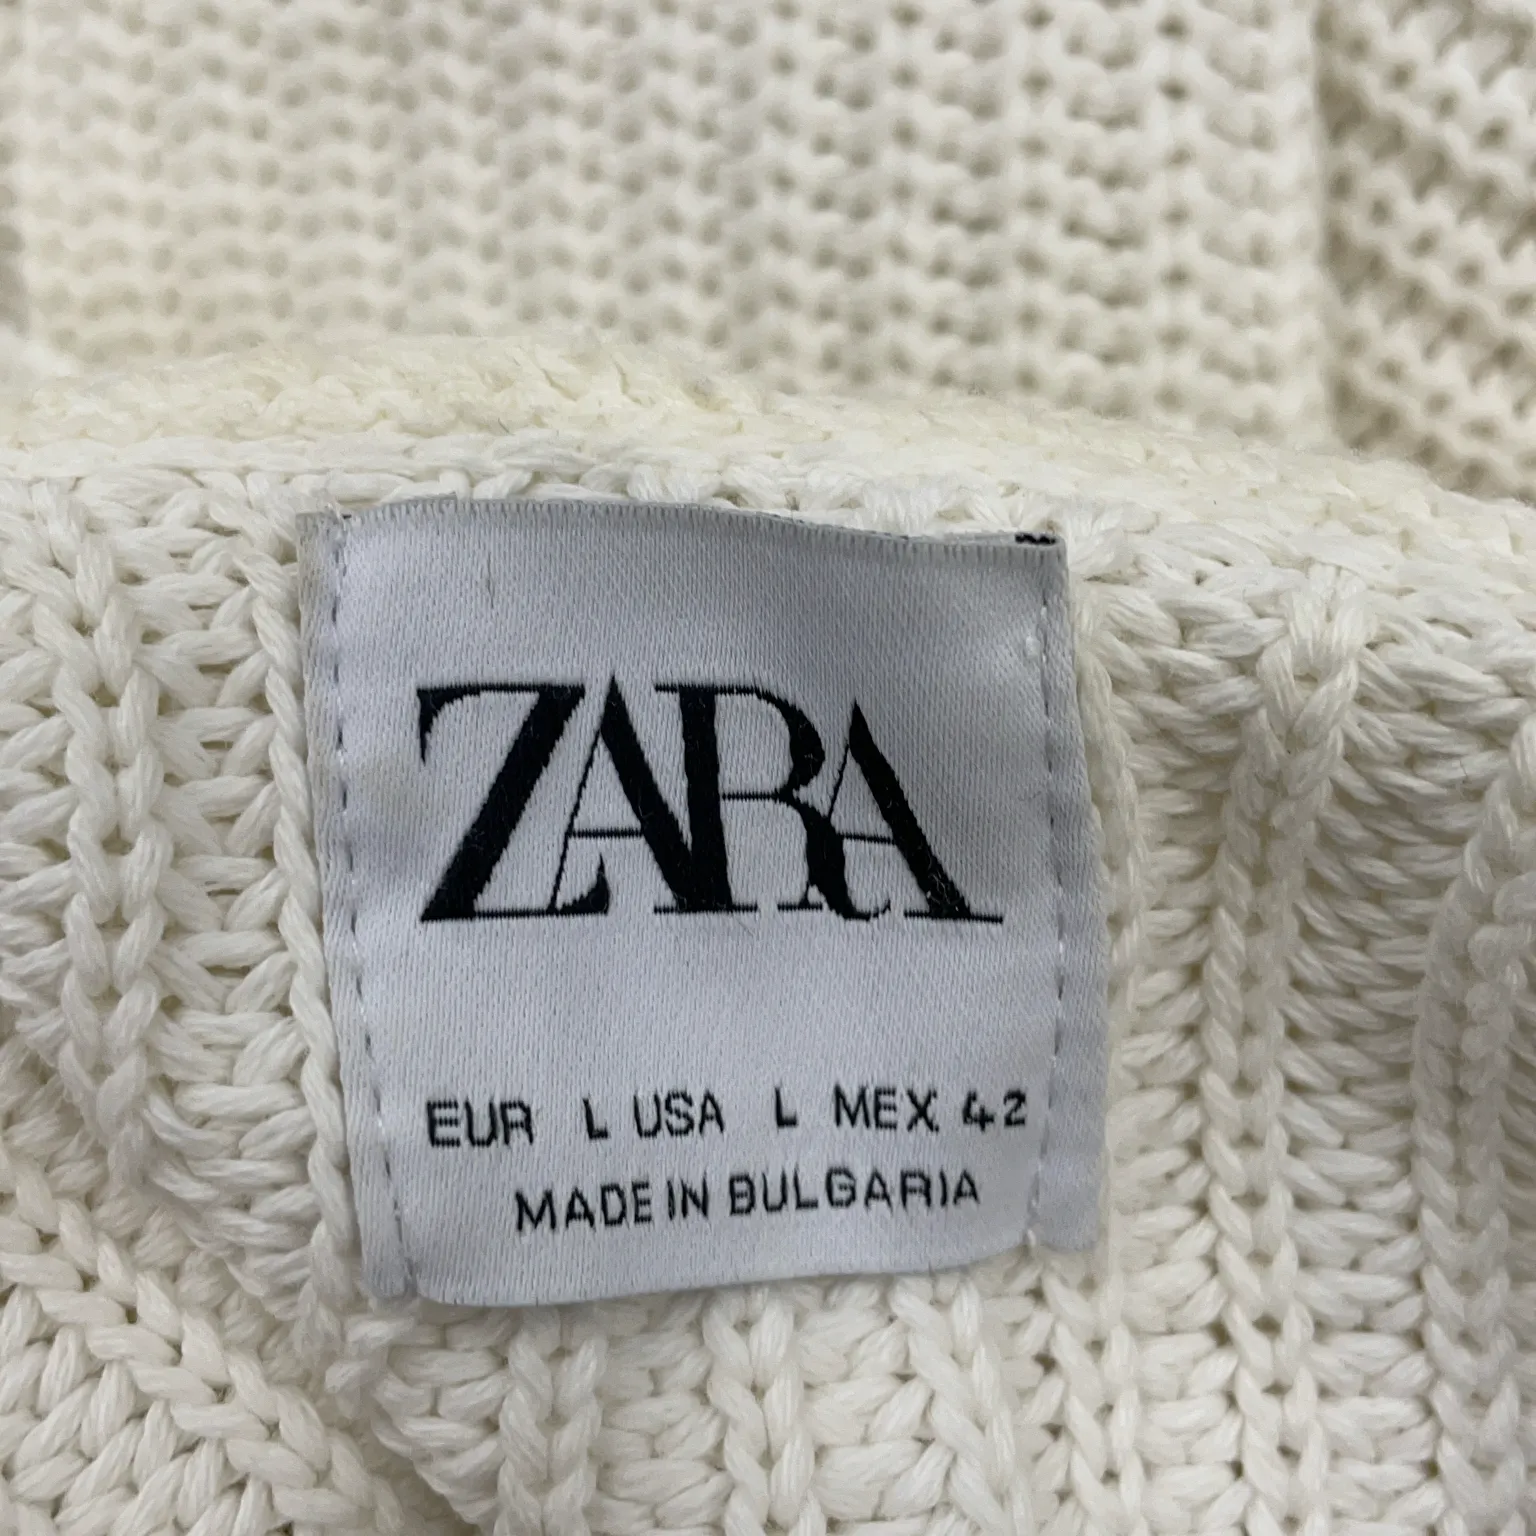 ZARA
EUR L USA L MEX 42
MADE IN BULGARIA